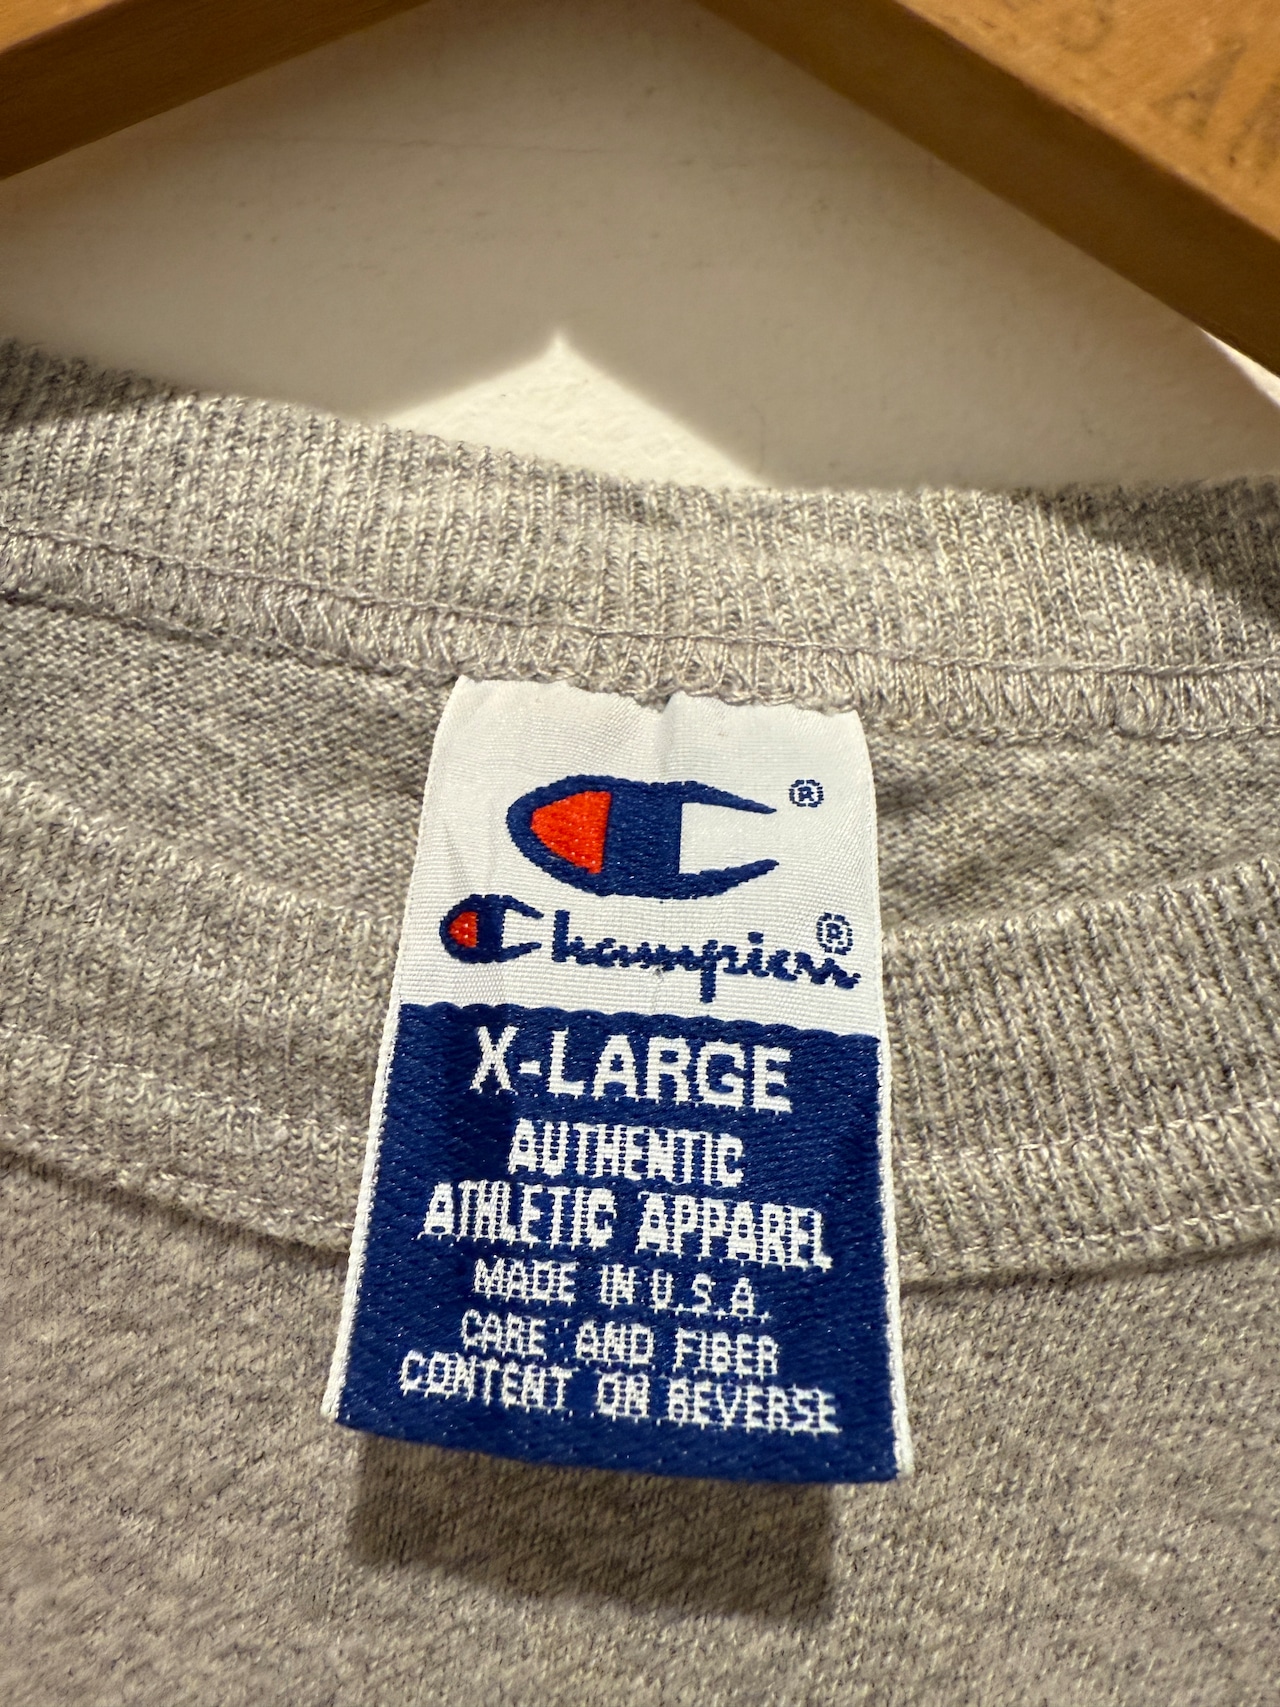 ®
Champion®
X-LARGE
AUTHENTIC
ATHLETIC APPAREL
MADE IN U.S.A.
CARE AND FIBER
CONTENT ON REVERSE